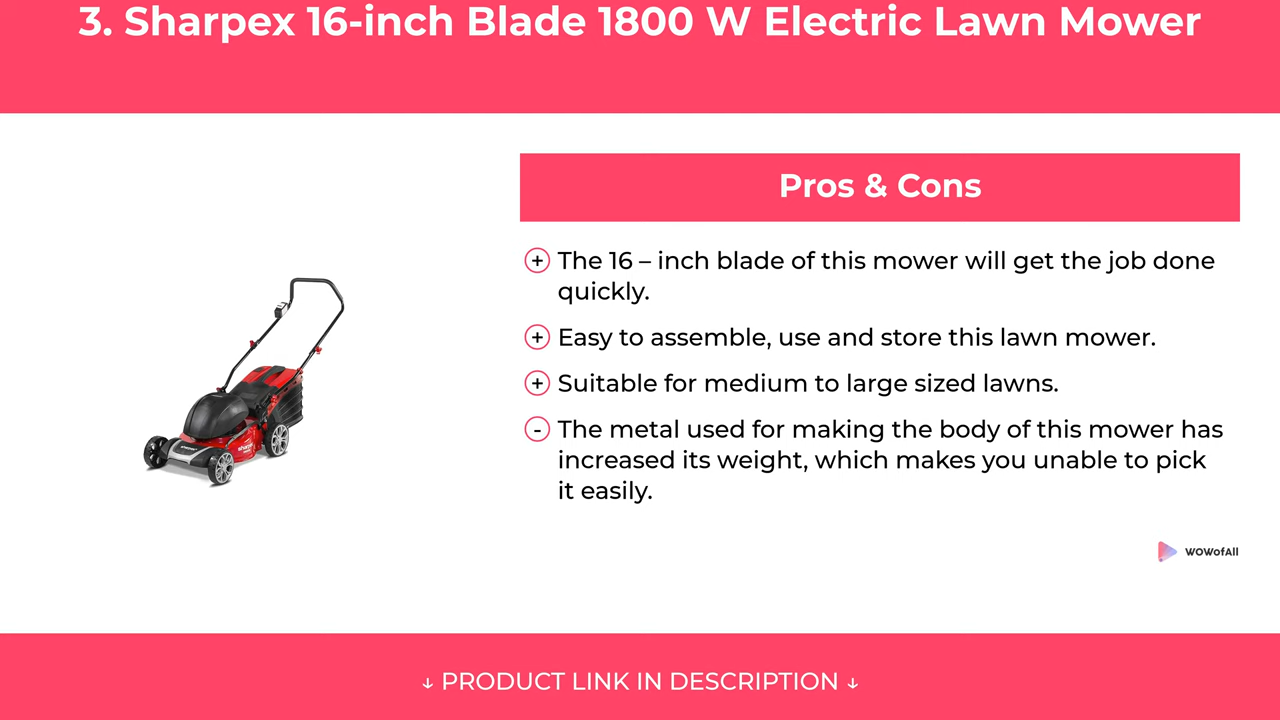 3. Sharpex 16-inch Blade 1800 W Electric Lawn Mower
Pros & Cons
+ The 16 – inch blade of this mower will get the job done
quickly.
+ Easy to assemble, use and store this lawn mower.
+ Suitable for medium to large sized lawns.
- The metal used for making the body of this mower has
increased its weight, which makes you unable to pick
it easily.
WOWofAll
↓ PRODUCT LINK IN DESCRIPTION ↓